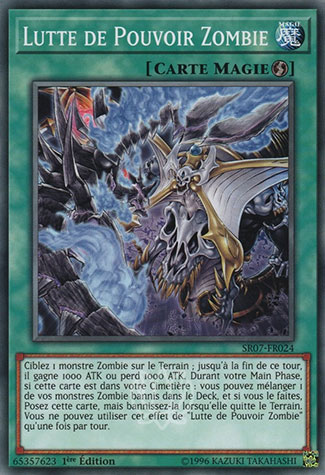 Lutte de Pouvoir Zombie
魔
[Carte Magie]
SR07-FR024
Ciblez 1 monstre Zombie sur le Terrain ; jusqu'à la fin de ce tour,
il gagne 1000 ATK ou perd 1000 ATK. Durant votre Main Phase,
si cette carte est dans votre Cimetière : vous pouvez mélanger 1
de vos monstres Zombie bannis dans le Deck, et si vous le faites,
Posez cette carte, mais bannissez-la lorsqu'elle quitte le Terrain.
Vous ne pouvez utiliser cet effet de "Lutte de Pouvoir Zombie"
qu'une fois par tour.
65357623 1ère Édition ©1996 KAZUKI TAKAHASHI